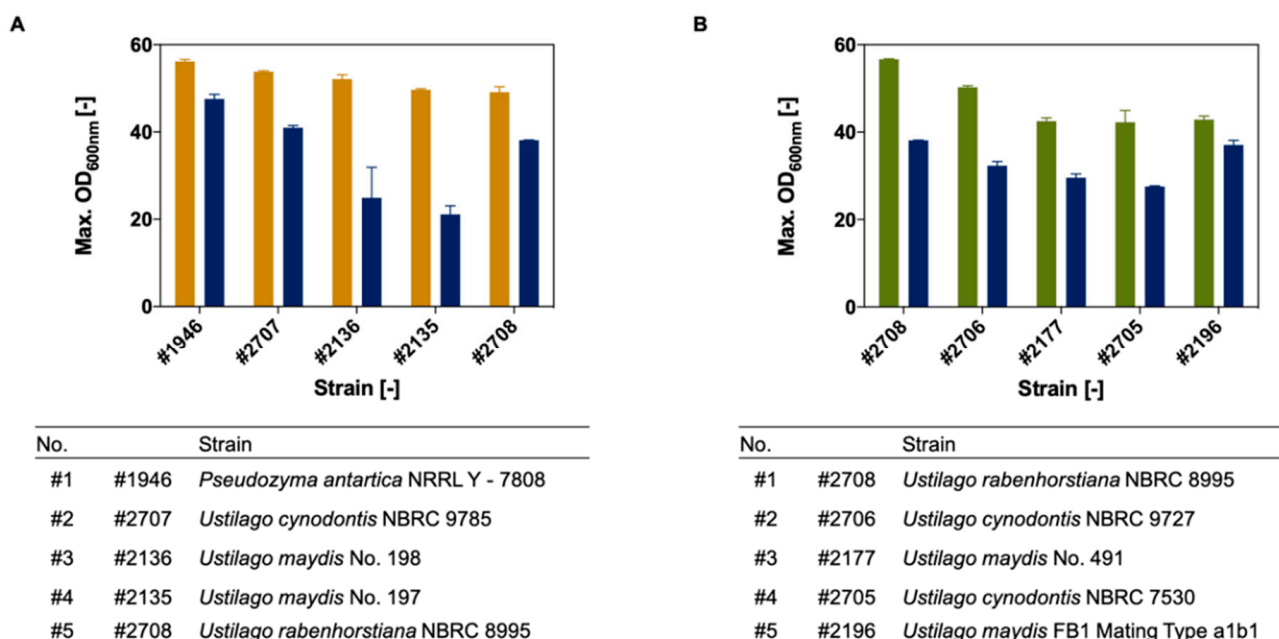 A
Max. OD600nm [-]
60
40
20
0
#1946
#2707
#2136
#2135
#2708
Strain [-]
No. Strain
#1 #1946 Pseudozyma antartica NRRL Y - 7808
#2 #2707 Ustilago cynodontis NBRC 9785
#3 #2136 Ustilago maydis No. 198
#4 #2135 Ustilago maydis No. 197
#5 #2708 Ustilago rabenhorstiana NBRC 8995
B
Max. OD600nm [-]
60
40
20
0
#2708
#2706
#2177
#2705
#2196
Strain [-]
No. Strain
#1 #2708 Ustilago rabenhorstiana NBRC 8995
#2 #2706 Ustilago cynodontis NBRC 9727
#3 #2177 Ustilago maydis No. 491
#4 #2705 Ustilago cynodontis NBRC 7530
#5 #2196 Ustilago maydis FB1 Mating Type a1b1